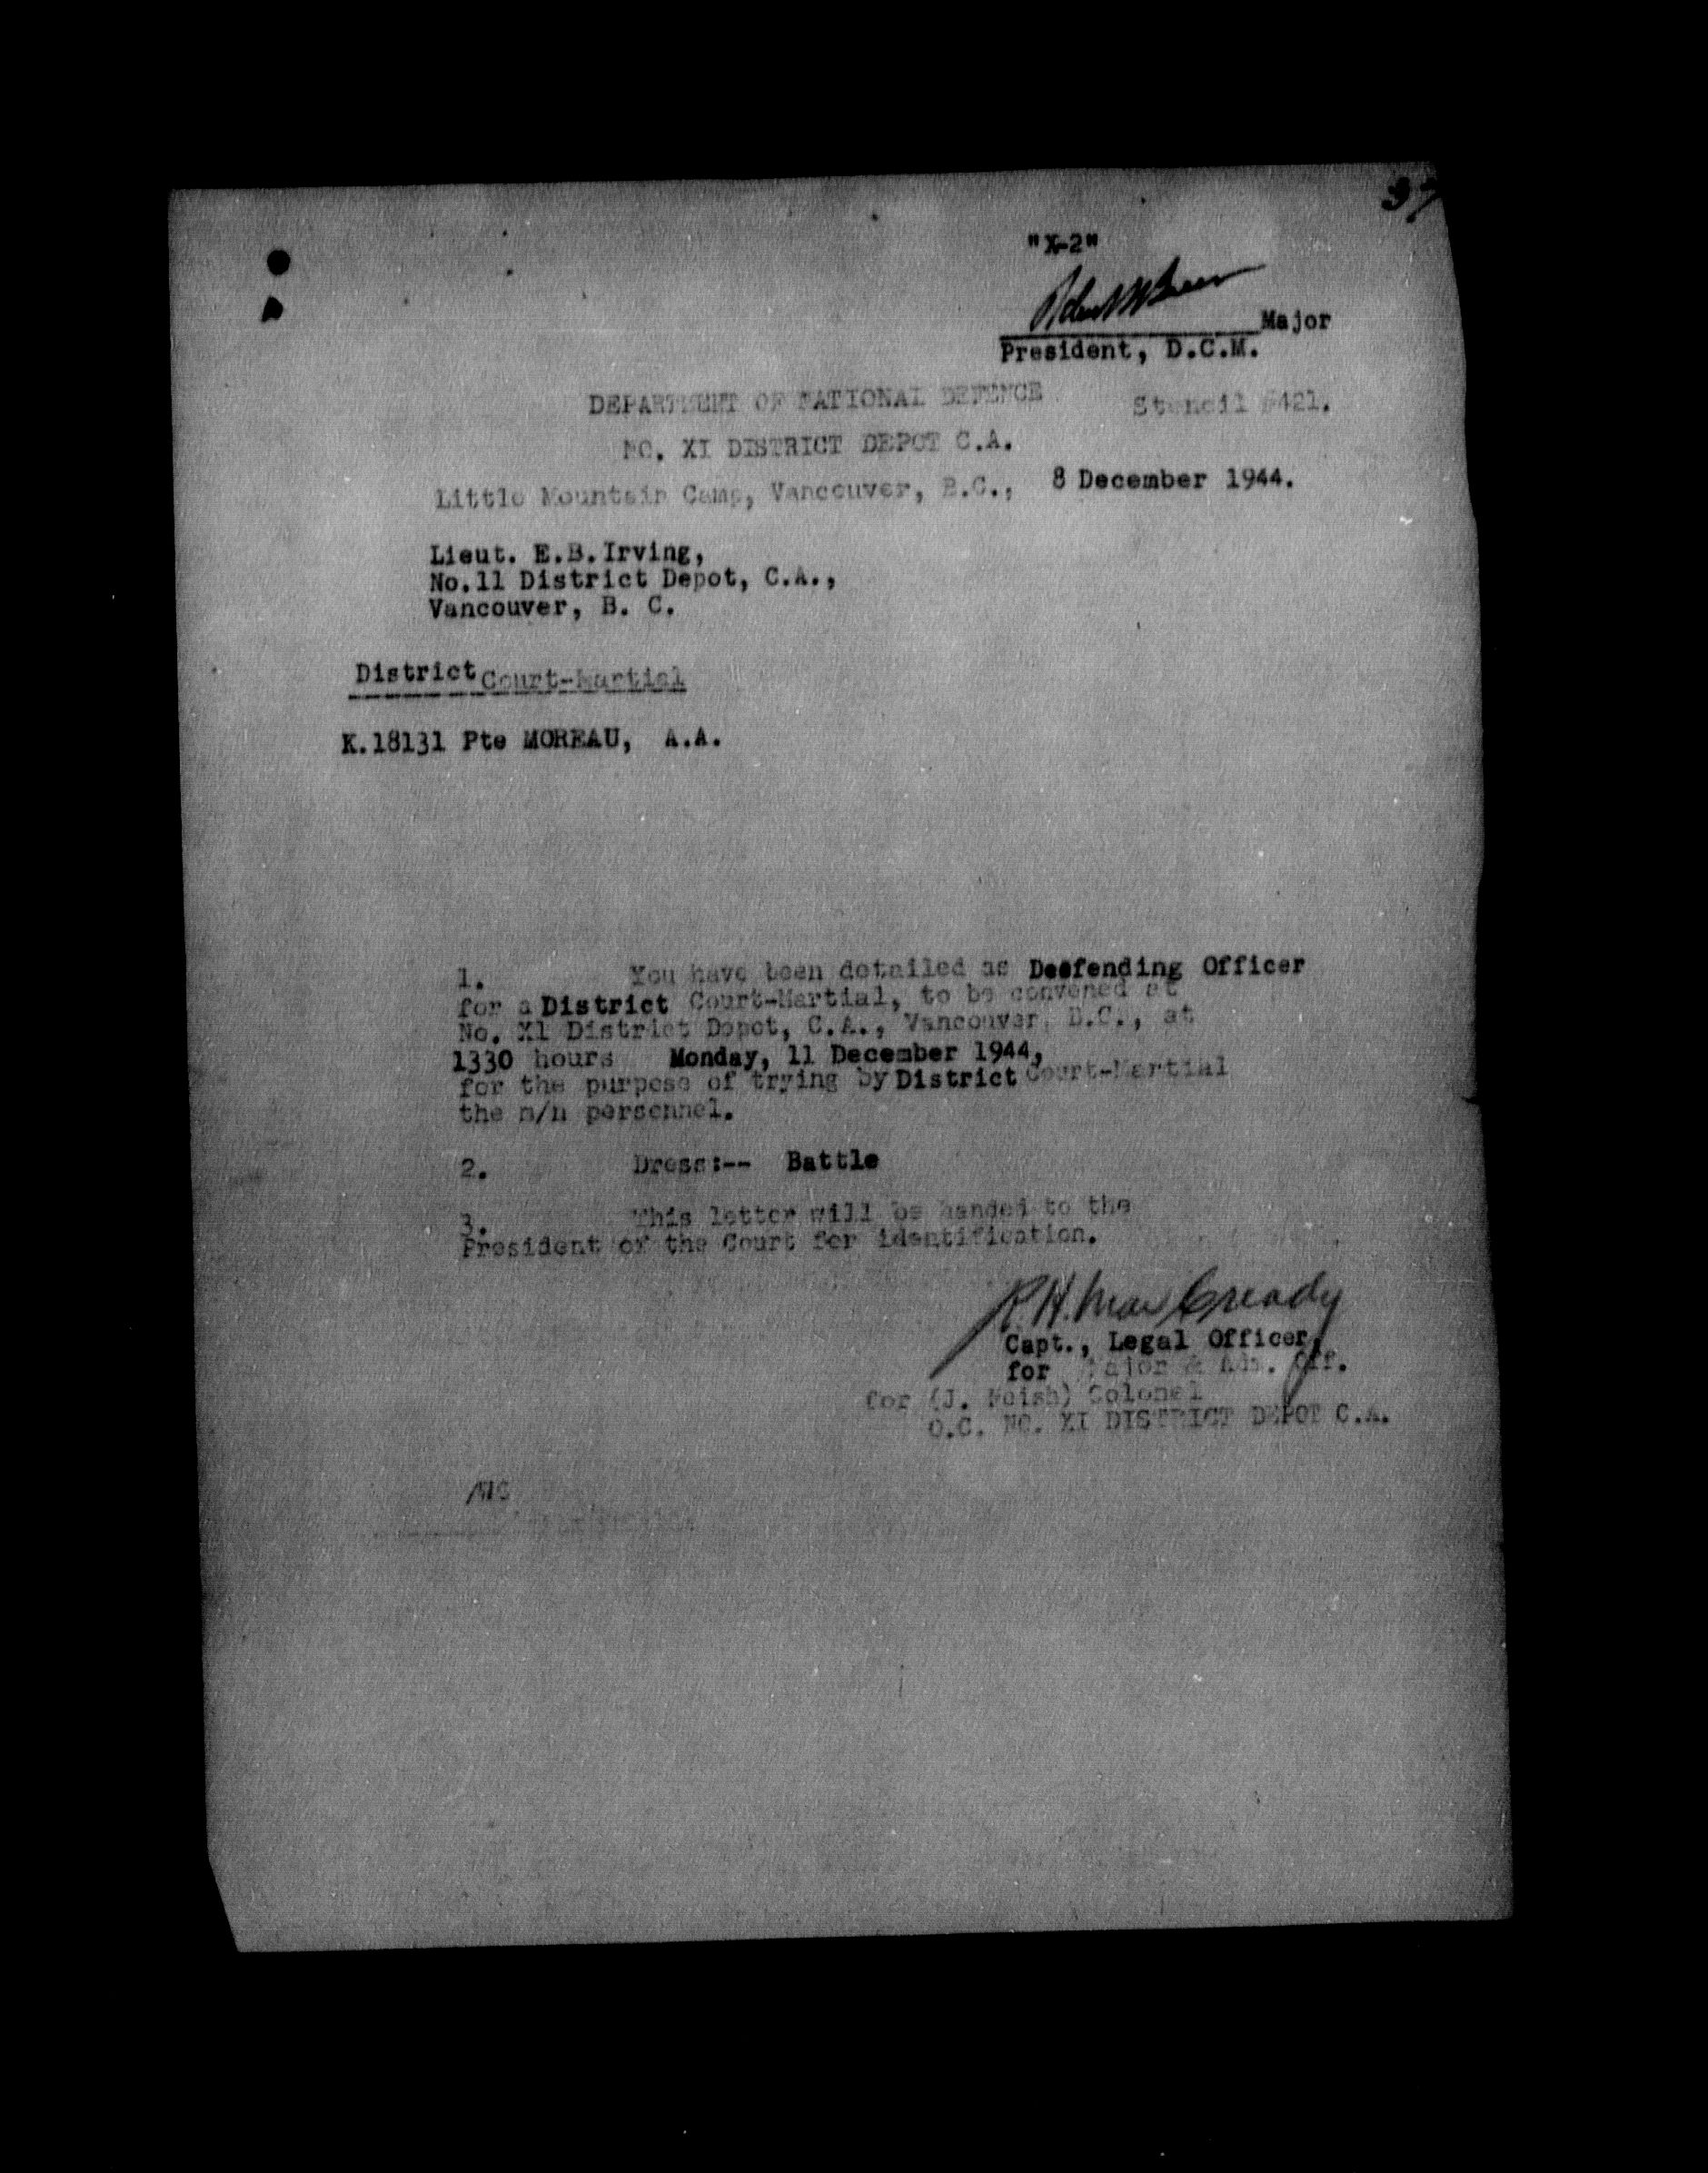 37
"X-2"
Major
President, D.C.M.
DEPARTMENT OF NATIONAL DEFENCE Stencil #421.
NO. XI DISTRICT DEPOT C.A.
Little Mountain Camp, Vancouver, B.C., 8 December 1944.
Lieut. E.B.Irving,
No.11 District Depot, C.A.,
Vancouver, B. C.
District Court-Martial
K.18131 Pte MOREAU, A.A.
1. You have been detailed as Deefending Officer
for a District Court-Martial, to be convened at
No. XI District Depot, C.A., Vancouver, B.C., at
1330 hours Monday, 11 December 1944,
for the purpose of trying by District Court-Martial
the m/n personnel.
2. Dress:-- Battle
3. This letter will be handed to the
President of the Court for identification.
R.H. MacCready
Capt., Legal Officer,
for Major & Adm. Off.
for (J. Neish) Colonel
O.C. NO. XI DISTRICT DEPOT C.A.